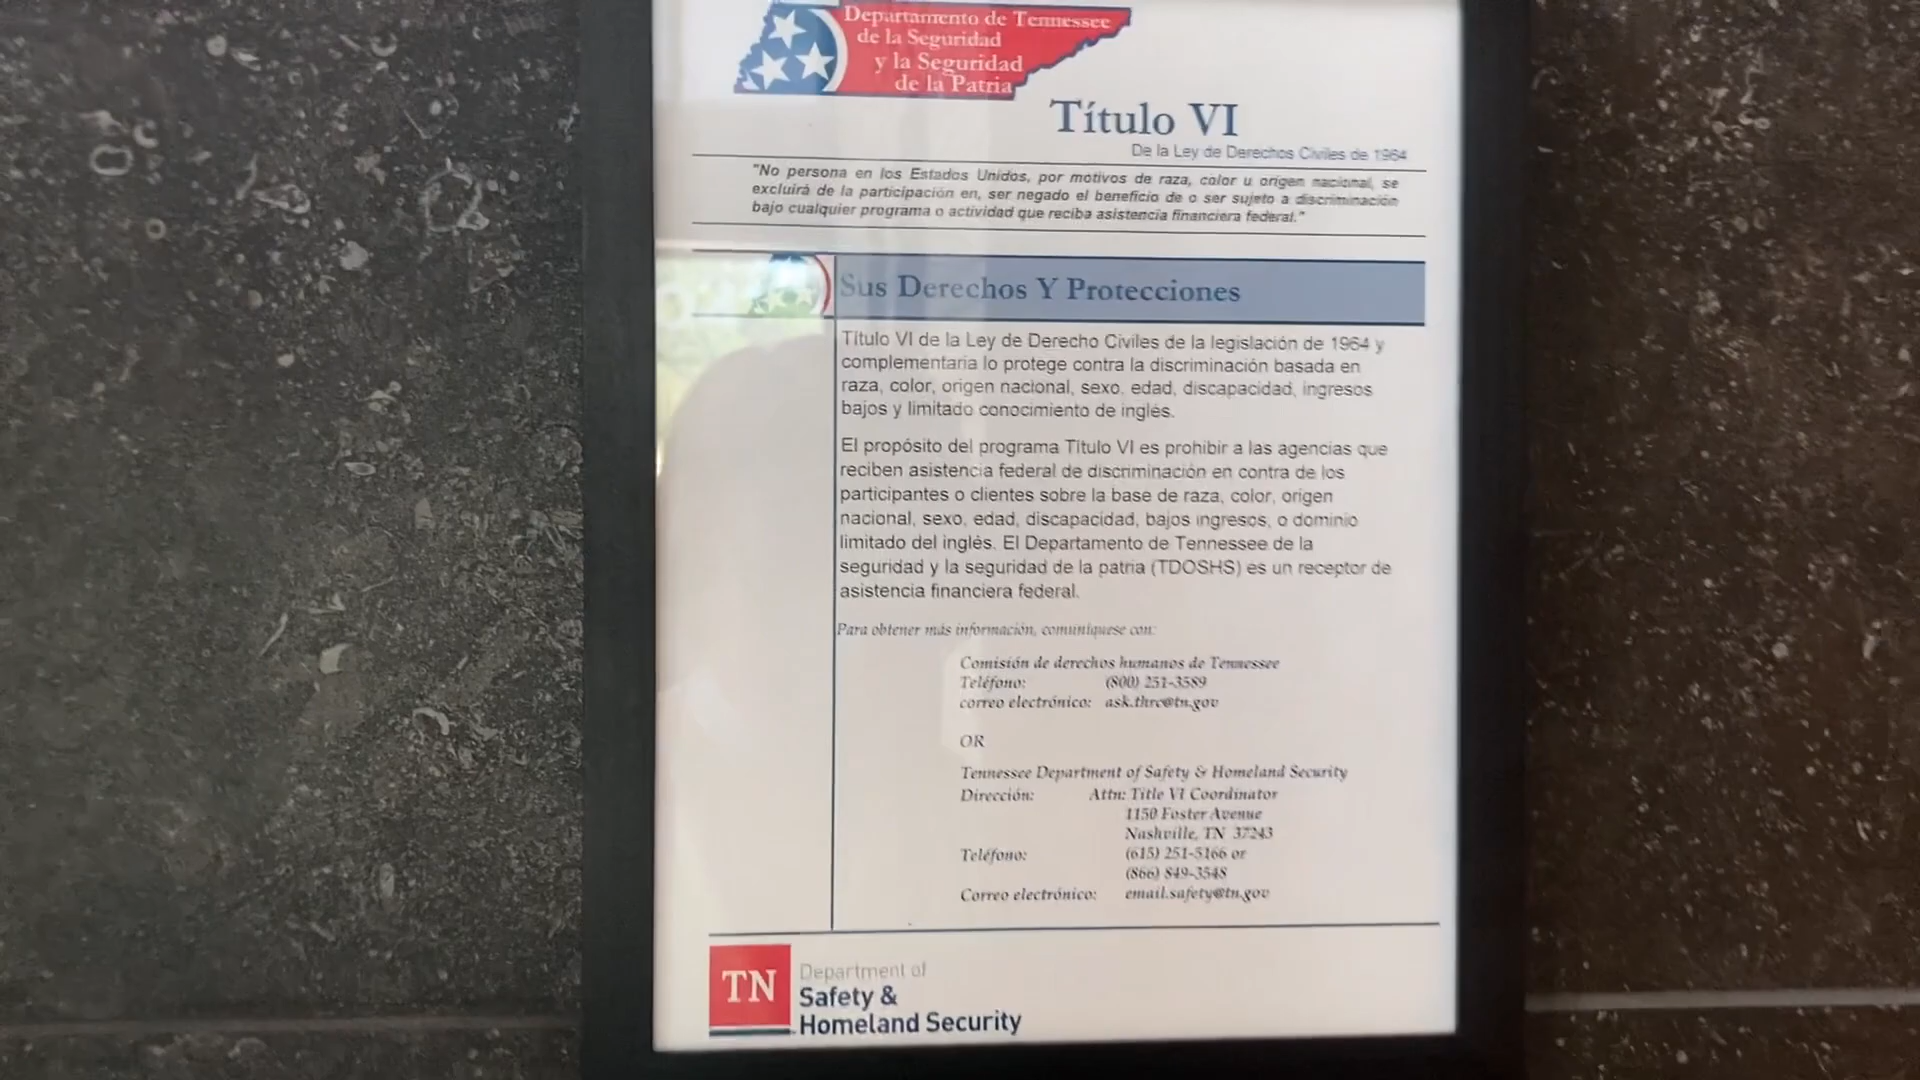 Departamento de Tennessee
de la Seguridad
y la Seguridad
de la Patria
Título VI
De la Ley de Derechos Civiles de 1964
"No persona en los Estados Unidos, por motivos de raza, color u origen nacional, se
excluirá de la participación en, ser negado el beneficio de o ser sujeto a discriminación
bajo cualquier programa o actividad que reciba asistencia financiera federal."
Sus Derechos Y Protecciones
Título VI de la Ley de Derecho Civiles de la legislación de 1964 y
complementaria lo protege contra la discriminación basada en
raza, color, origen nacional, sexo, edad, discapacidad, ingresos
bajos y limitado conocimiento de inglés.
El propósito del programa Título VI es prohibir a las agencias que
reciben asistencia federal de discriminación en contra de los
participantes o clientes sobre la base de raza, color, origen
nacional, sexo, edad, discapacidad, bajos ingresos, o dominio
limitado del inglés. El Departamento de Tennessee de la
seguridad y la seguridad de la patria (TDOSHS) es un receptor de
asistencia financiera federal.
Para obtener más información, comuníquese con:
Comisión de derechos humanos de Tennessee
Teléfono: (800) 251-3589
correo electrónico: ask.thrc@tn.gov
OR
Tennessee Department of Safety & Homeland Security
Dirección: Attn: Title VI Coordinator
1150 Foster Avenue
Nashville, TN 37243
Teléfono: (615) 251-5166 or
(866) 849-3548
Correo electrónico: email.safety@tn.gov
TN
Department of
Safety &
Homeland Security